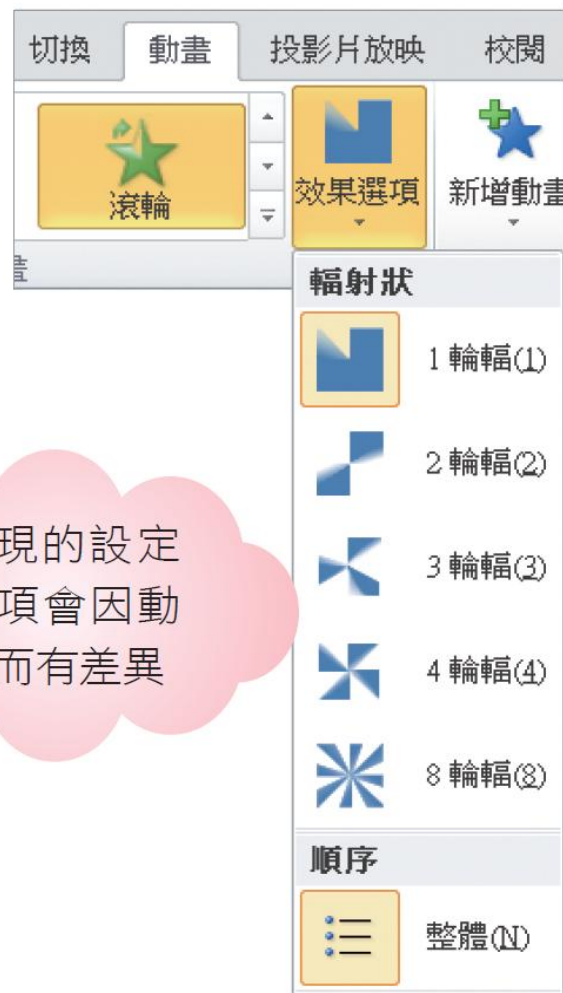 切換 動畫 投影片放映 校閱
滾輪
效果選項
新增動畫
畫
輻射狀
1 輪輻(1)
2 輪輻(2)
3 輪輻(3)
4 輪輻(4)
8 輪輻(8)
現的設定
項會因動
而有差異
順序
整體(N)